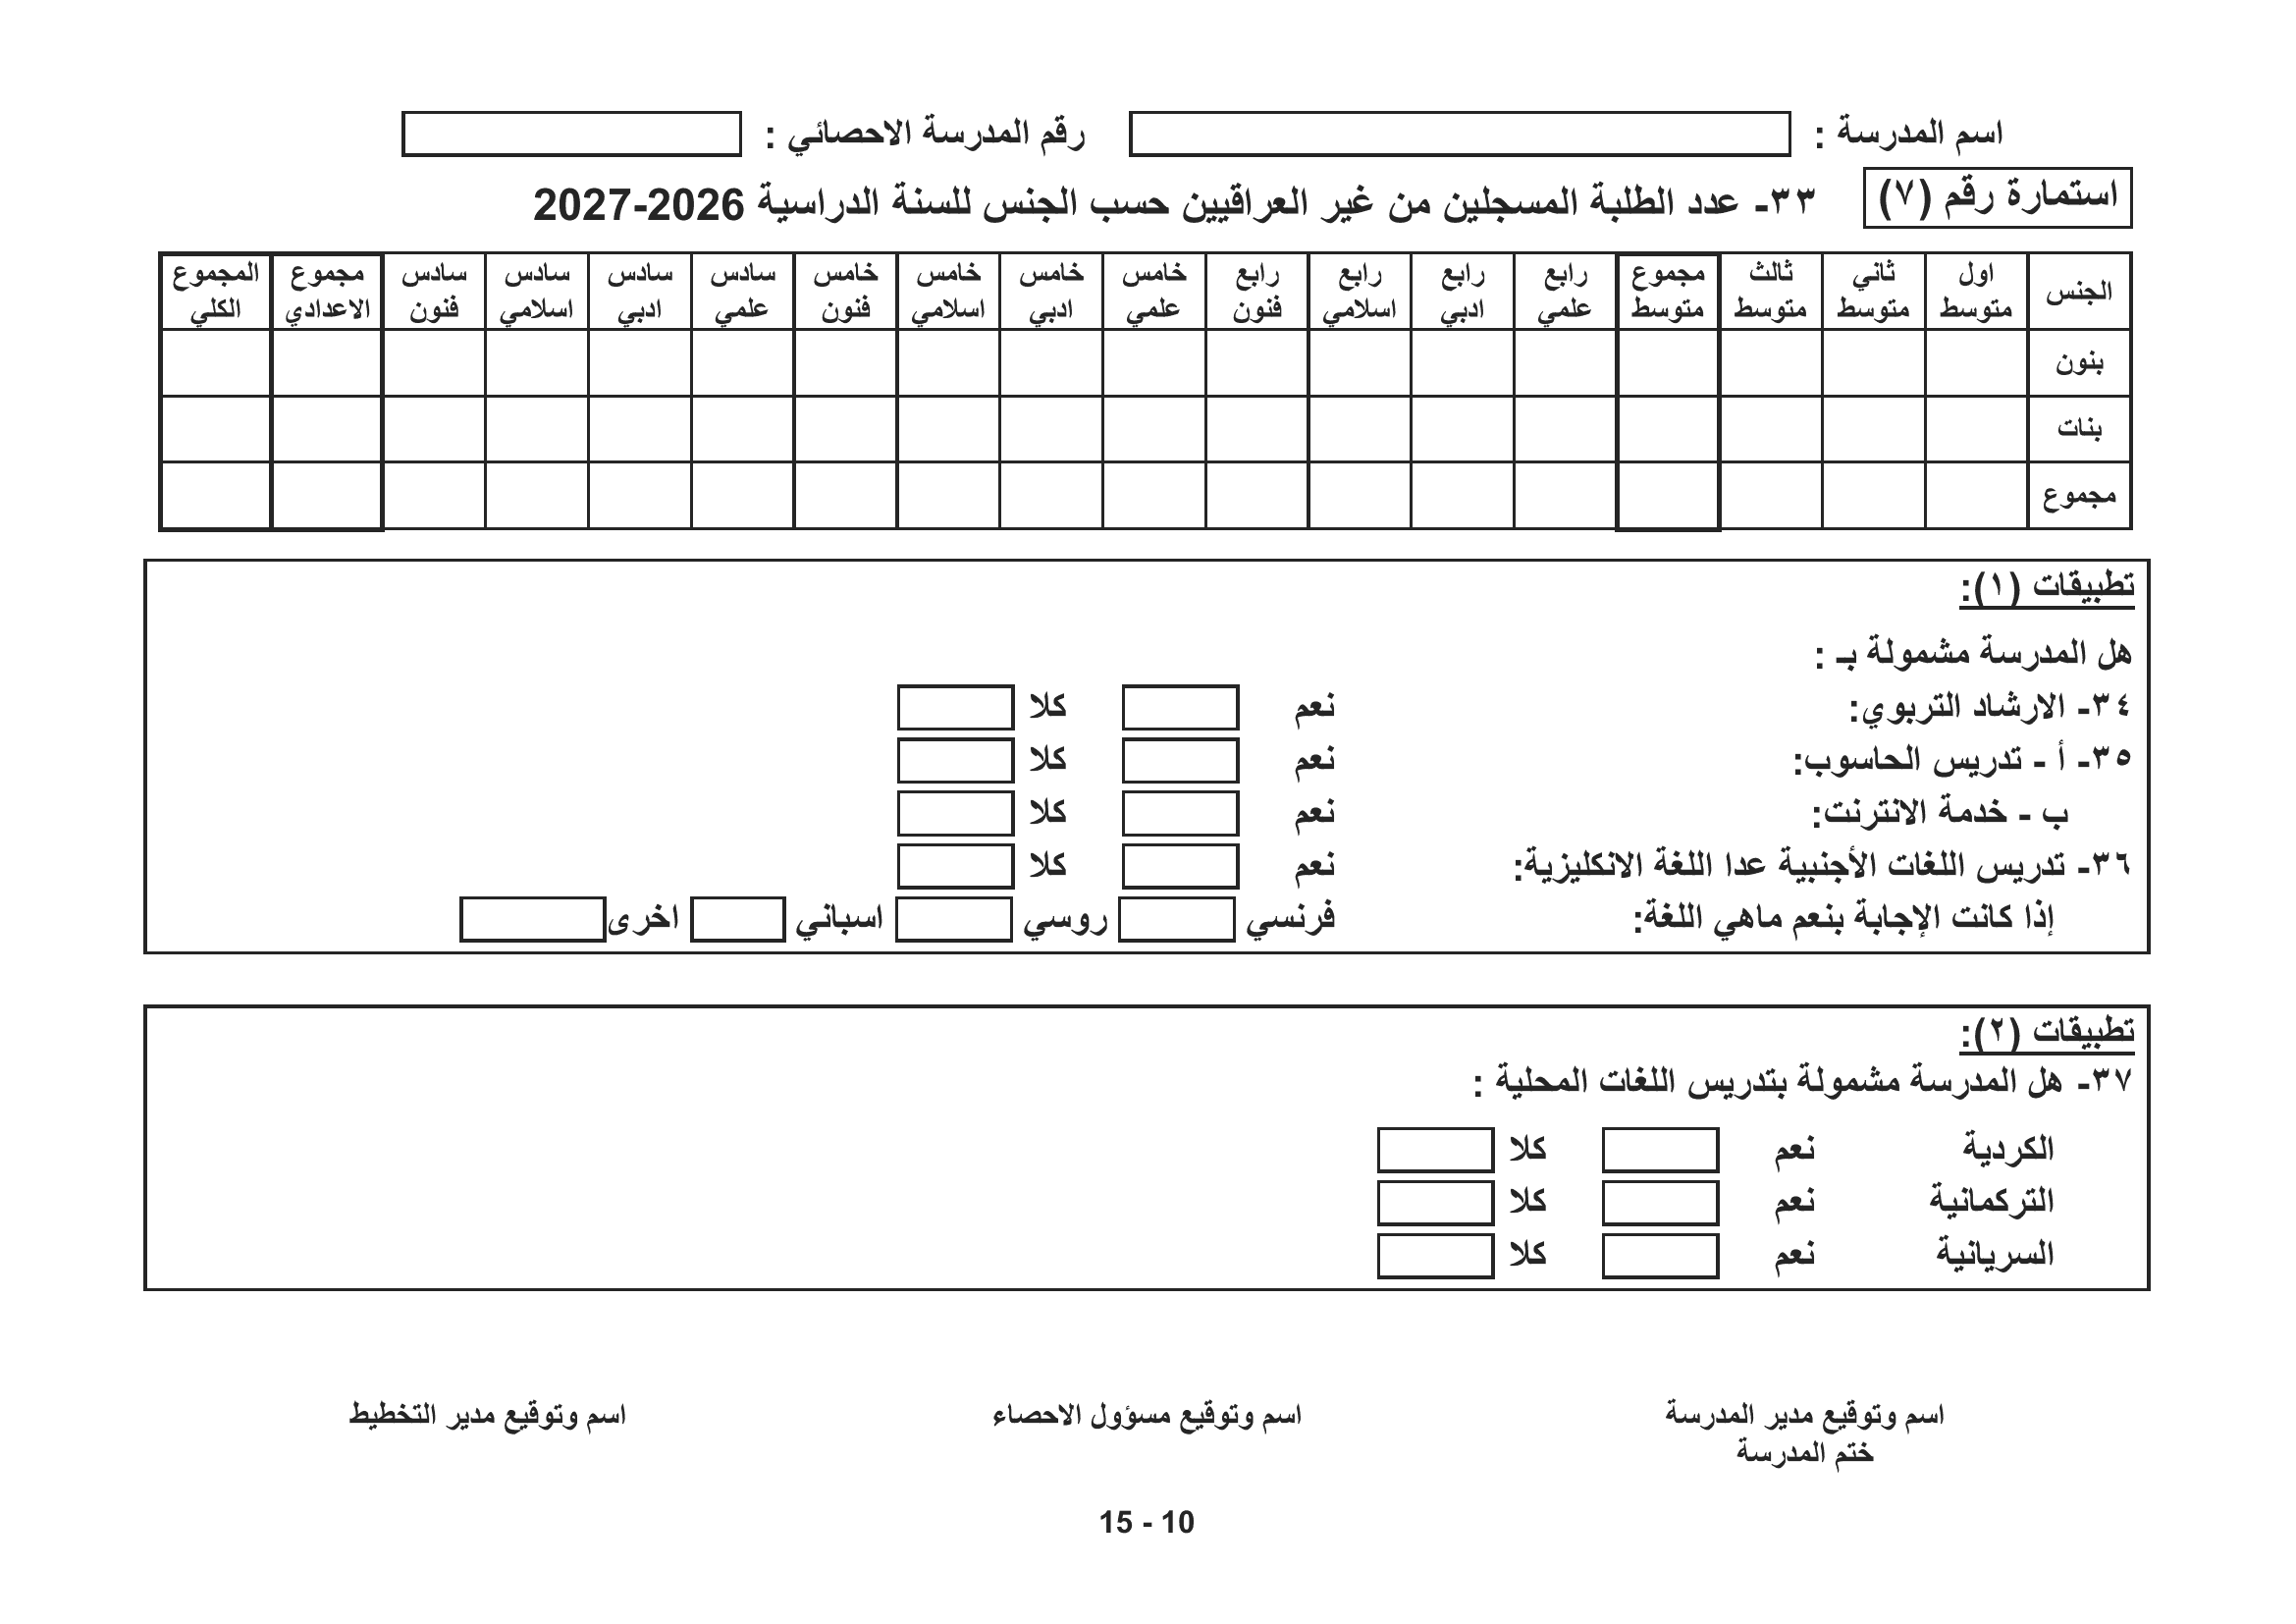 اسم المدرسة : رقم المدرسة الاحصائي :
استمارة رقم (٧) ٣٣- عدد الطلبة المسجلين من غير العراقيين حسب الجنس للسنة الدراسية 2026-2027
الجنس اول متوسط ثاني متوسط ثالث متوسط مجموع متوسط رابع علمي رابع ادبي رابع اسلامي رابع فنون خامس علمي خامس ادبي خامس اسلامي خامس فنون سادس علمي سادس ادبي سادس اسلامي سادس فنون مجموع الاعدادي المجموع الكلي
بنون
بنات
مجموع
تطبيقات (١):
هل المدرسة مشمولة بـ :
٣٤- الارشاد التربوي: نعم كلا
٣٥- أ - تدريس الحاسوب: نعم كلا
ب - خدمة الانترنت: نعم كلا
٣٦- تدريس اللغات الأجنبية عدا اللغة الانكليزية: نعم كلا
إذا كانت الإجابة بنعم ماهي اللغة: فرنسي روسي اسباني اخرى
تطبيقات (٢):
٣٧- هل المدرسة مشمولة بتدريس اللغات المحلية :
الكردية نعم كلا
التركمانية نعم كلا
السريانية نعم كلا
اسم وتوقيع مدير المدرسة اسم وتوقيع مسؤول الاحصاء اسم وتوقيع مدير التخطيط
ختم المدرسة
15 - 10